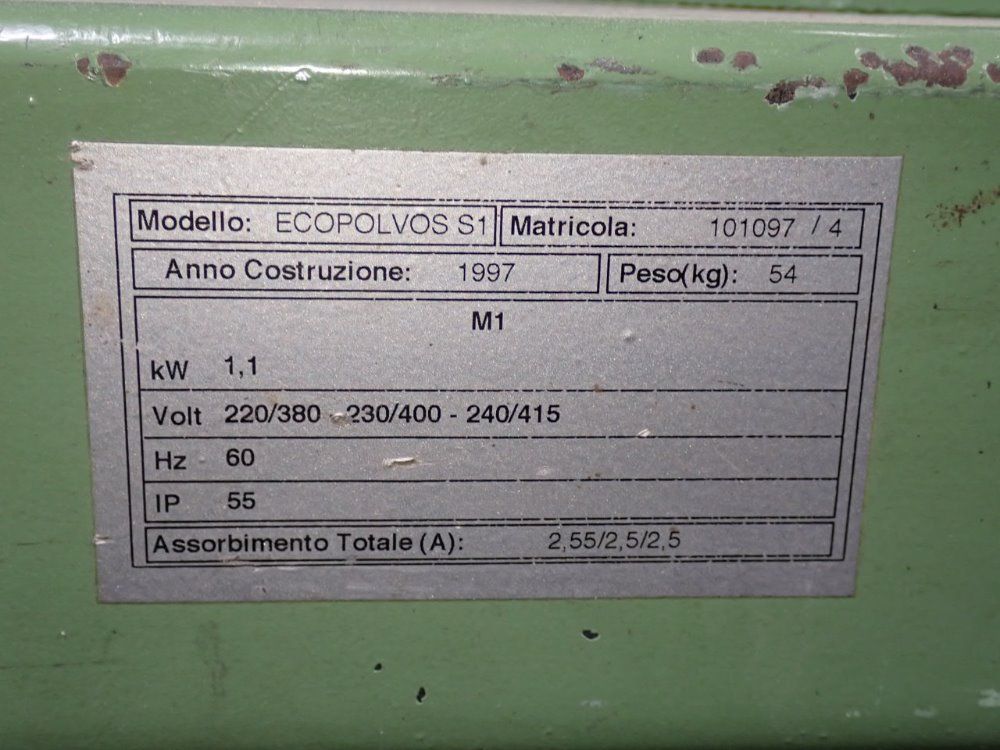 Modello: ECOPOLVOS S1 Matricola: 101097 / 4
Anno Costruzione: 1997 Peso(kg): 54
M1
kW 1,1
Volt 220/380 - 230/400 - 240/415
Hz 60
IP 55
Assorbimento Totale (A): 2,55/2,5/2,5